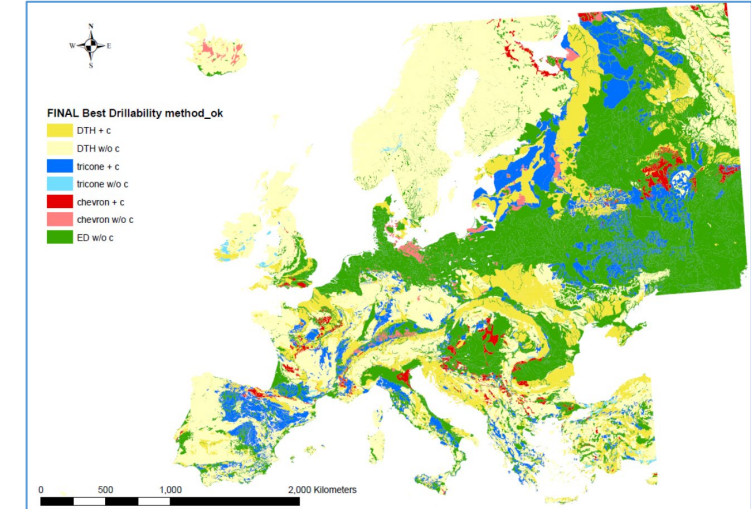 N
W E
S
FINAL Best Drillability method_ok
DTH + c
DTH w/o c
tricone + c
tricone w/o c
chevron + c
chevron w/o c
ED w/o c
0 500 1,000 2,000 Kilometers